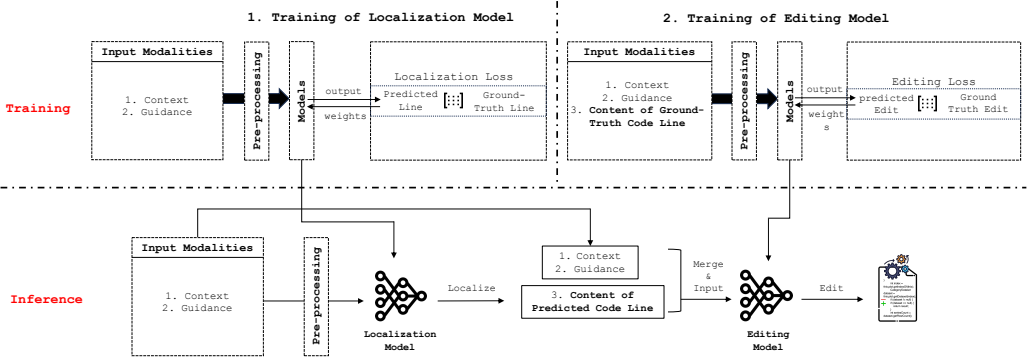 1. Training of Localization Model
2. Training of Editing Model
Training
Input Modalities
1. Context
2. Guidance
Pre-processing
Models
output
weights
Localization Loss
Predicted
Line
[:::]
Ground-
Truth Line
Input Modalities
1. Context
2. Guidance
3. Content of Ground-
Truth Code Line
Pre-processing
Models
output
weight
s
Editing Loss
predicted
Edit
[:::]
Ground
Truth Edit
Inference
Input Modalities
1. Context
2. Guidance
Pre-processing
Localization
Model
Localize
1. Context
2. Guidance
3. Content of
Predicted Code Line
Merge
&
Input
Editing
Model
Edit